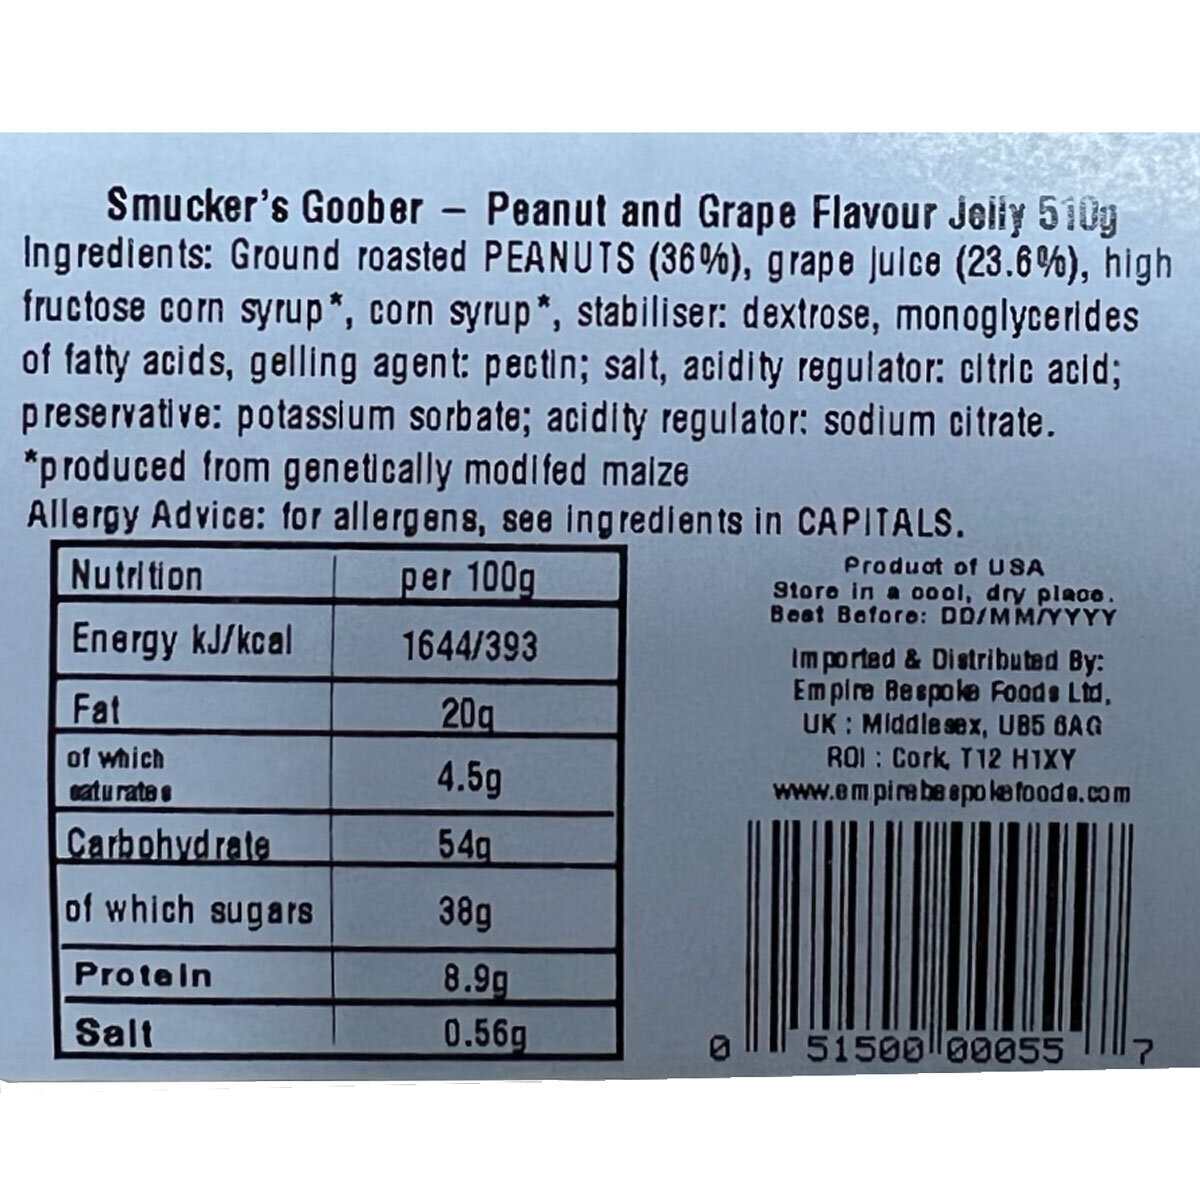 Smucker's Goober – Peanut and Grape Flavour Jelly 510g
Ingredients: Ground roasted PEANUTS (36%), grape juice (23.6%), high
fructose corn syrup*, corn syrup*, stabiliser: dextrose, monoglycerides
of fatty acids, gelling agent: pectin; salt, acidity regulator: citric acid;
preservative: potassium sorbate; acidity regulator: sodium citrate.
*produced from genetically modifed maize
Allergy Advice: for allergens, see ingredients in CAPITALS.
Nutrition per 100g
Energy kJ/kcal 1644/393
Fat 20g
of which
saturates 4.5g
Carbohydrate 54g
of which sugars 38g
Protein 8.9g
Salt 0.56g
Product of USA
Store in a cool, dry place.
Best Before: DD/MM/YYYY
Imported & Distributed By:
Empire Bespoke Foods Ltd,
UK : Middlesex, UB5 6AG
ROI : Cork, T12 H1XY
www.empirebespokefoods.com
0 51500 00055 7